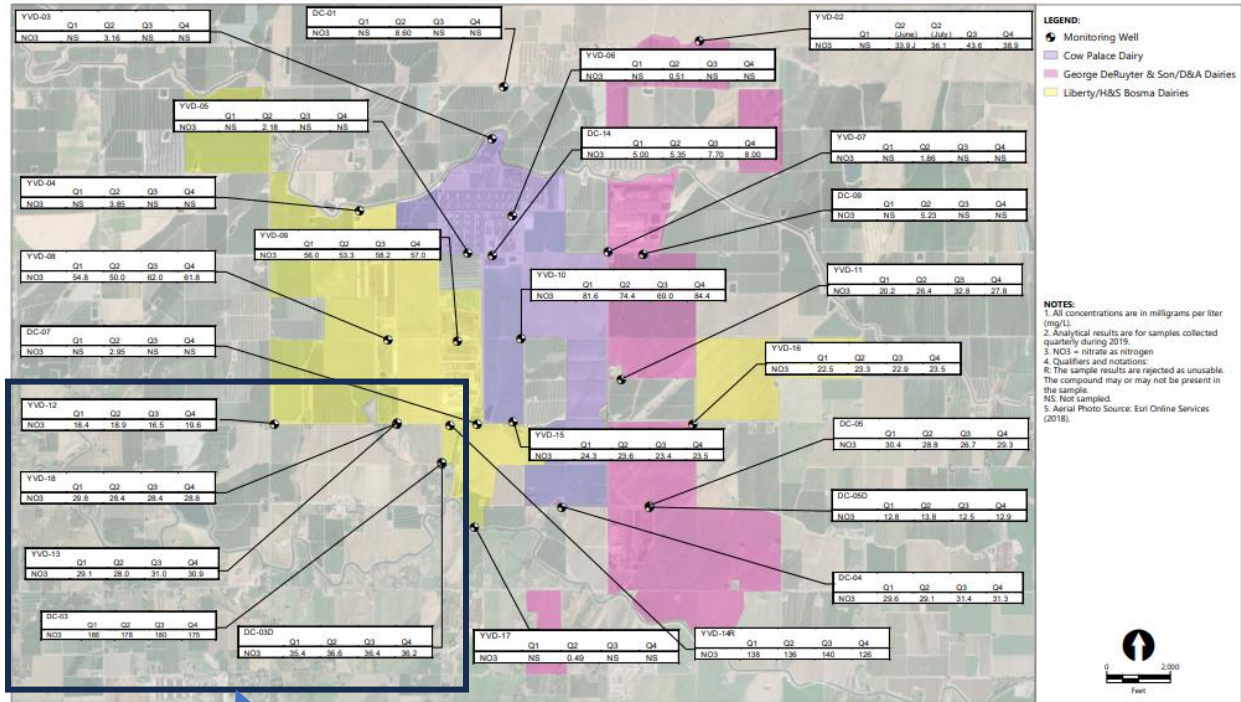 YVD-03
Q1 Q2 Q3 Q4
NO3 NS 3.16 NS NS
DC-01
Q1 Q2 Q3 Q4
NO3 NS 8.60 NS NS
YVD-02
Q1 Q2 (June) Q2 (July) Q3 Q4
NO3 NS 33.9 J 36.1 43.6 38.9
YVD-06
Q1 Q2 Q3 Q4
NO3 NS 0.51 NS NS
YVD-05
Q1 Q2 Q3 Q4
NO3 NS 2.18 NS NS
DC-14
Q1 Q2 Q3 Q4
NO3 5.00 5.35 7.70 8.00
YVD-07
Q1 Q2 Q3 Q4
NO3 NS 1.86 NS NS
YVD-04
Q1 Q2 Q3 Q4
NO3 NS 3.85 NS NS
DC-09
Q1 Q2 Q3 Q4
NO3 NS 5.23 NS NS
YVD-09
Q1 Q2 Q3 Q4
NO3 56.0 53.3 58.2 57.0
YVD-08
Q1 Q2 Q3 Q4
NO3 54.8 50.0 62.0 61.8
YVD-10
Q1 Q2 Q3 Q4
NO3 81.6 74.4 69.0 84.4
YVD-11
Q1 Q2 Q3 Q4
NO3 20.2 26.4 32.8 27.8
DC-07
Q1 Q2 Q3 Q4
NO3 NS 2.95 NS NS
YVD-16
Q1 Q2 Q3 Q4
NO3 22.5 23.3 22.9 23.5
YVD-12
Q1 Q2 Q3 Q4
NO3 18.4 18.9 16.5 19.6
YVD-15
Q1 Q2 Q3 Q4
NO3 24.3 23.6 23.4 23.5
DC-05
Q1 Q2 Q3 Q4
NO3 30.4 28.8 26.7 29.3
YVD-18
Q1 Q2 Q3 Q4
NO3 29.8 28.4 28.4 28.8
DC-05D
Q1 Q2 Q3 Q4
NO3 12.8 13.8 12.5 12.9
YVD-13
Q1 Q2 Q3 Q4
NO3 29.1 28.0 31.0 30.9
DC-04
Q1 Q2 Q3 Q4
NO3 29.6 29.1 31.4 31.3
DC-03
Q1 Q2 Q3 Q4
NO3 186 178 180 175
DC-03D
Q1 Q2 Q3 Q4
NO3 35.4 36.6 36.4 36.2
YVD-17
Q1 Q2 Q3 Q4
NO3 NS 0.49 NS NS
YVD-14R
Q1 Q2 Q3 Q4
NO3 138 136 140 126
LEGEND:
Monitoring Well
Cow Palace Dairy
George DeRuyter & Son/D&A Dairies
Liberty/H&S Bosma Dairies
NOTES:
1. All concentrations are in milligrams per liter
(mg/L).
2. Analytical results are for samples collected
quarterly during 2019.
3. NO3 = nitrate as nitrogen
4. Qualifiers and notations:
R: The sample results are rejected as unusable.
The compound may or may not be present in
the sample.
NS: Not sampled.
5. Aerial Photo Source: Esri Online Services
(2018).
0 2,000
Feet